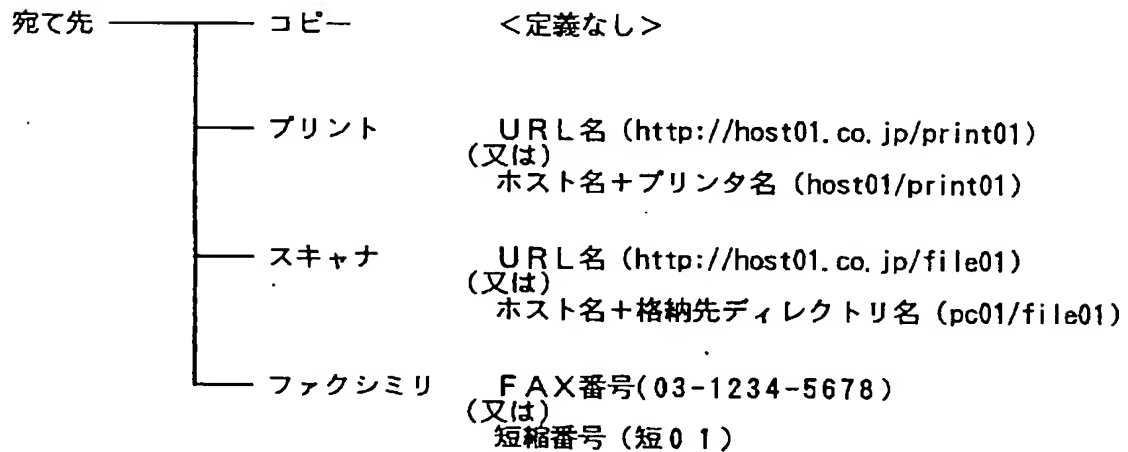 宛て先 コピー <定義なし>
プリント URL名(http://host01.co.jp/print01)
(又は)
ホスト名+プリンタ名(host01/print01)
スキャナ URL名(http://host01.co.jp/file01)
(又は)
ホスト名+格納先ディレクトリ名(pc01/file01)
ファクシミリ FAX番号(03-1234-5678)
(又は)
短縮番号(短01)